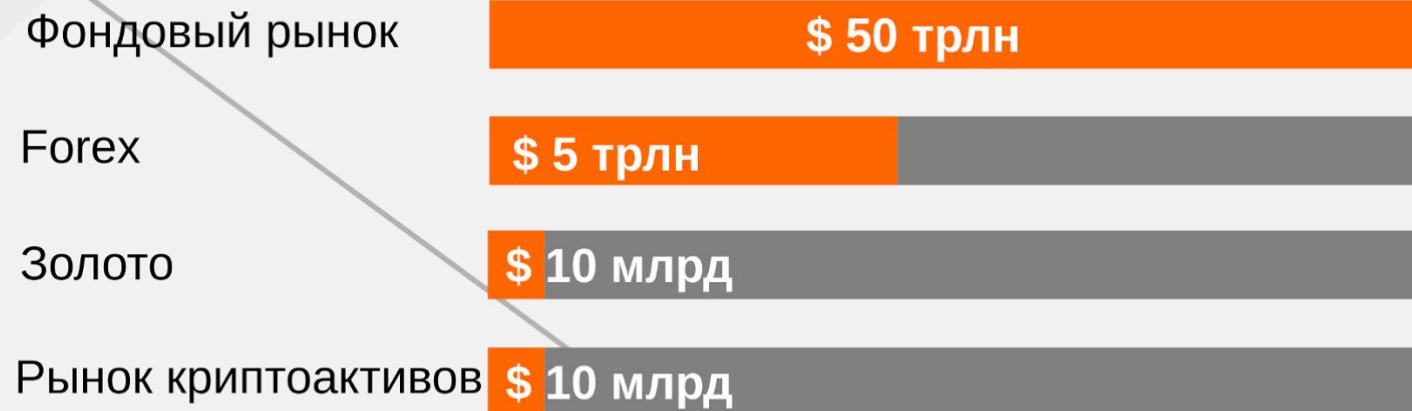 Фондовый рынок $ 50 трлн
Forex $ 5 трлн
Золото $ 10 млрд
Рынок криптоактивов $ 10 млрд